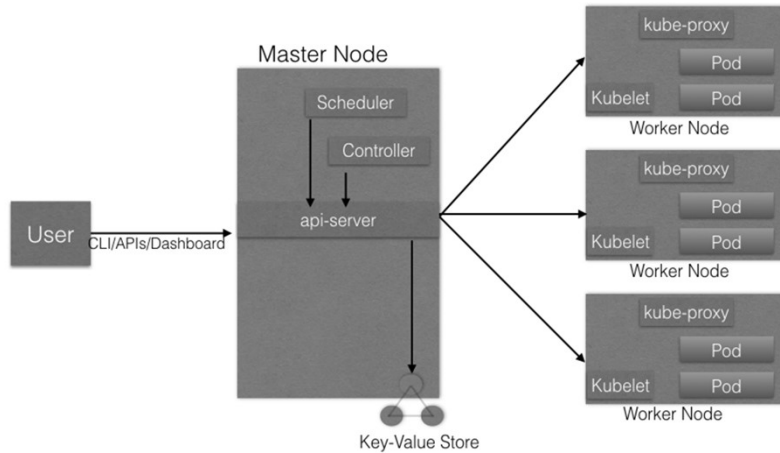 Master Node
Scheduler
Controller
api-server
User
CLI/APIs/Dashboard
Key-Value Store
kube-proxy
Pod
Kubelet
Pod
Worker Node
kube-proxy
Pod
Kubelet
Pod
Worker Node
kube-proxy
Pod
Kubelet
Pod
Worker Node